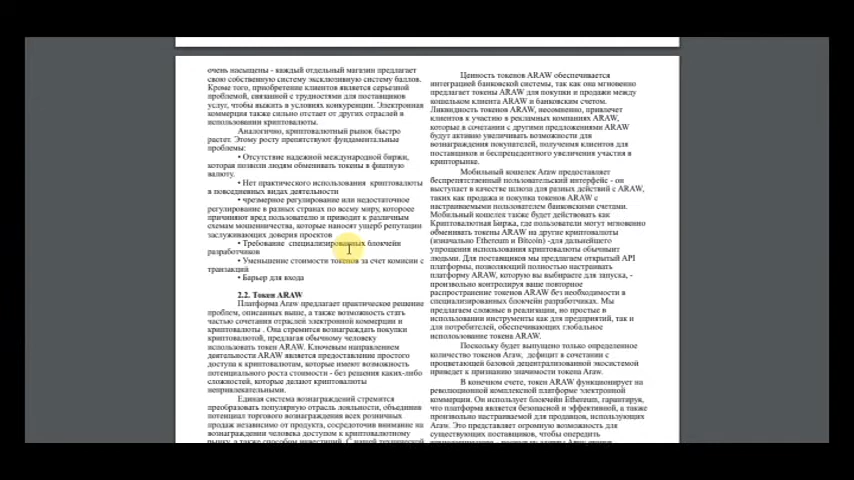 очень насыщены - каждый отдельный магазин предлагает
свою собственную систему эксклюзивную систему баллов.
Кроме того, приобретение клиентов является серьезной
проблемой, связанной с трудностями для поставщиков
услуг, чтобы выжить в условиях конкуренции. Электронная
коммерция также сильно отстает от других отраслей в
использовании криптовалюты.
Аналогично, криптовалютный рынок быстро
растет. Этому росту препятствуют фундаментальные
проблемы:
• Отсутствие надежной международной биржи,
которая позволи людям обменивать токены в фиатную
валюту.
• Нет практического использования криптовалюты
в повседневных видах деятельности
• чрезмерное регулирование или недостаточное
регулирование в разных странах по всему миру, которое
причиняют вред пользователю и приводит к различным
схемам мошенничества, которые наносят ущерб репутации
заслуживающих доверия проектов
• Требование специализированных блокчейн
разработчиков
• Уменьшение стоимости токенов за счет комисии с
транзакций
• Барьер для входа
2.2. Токен ARAW
Платформа Araw предлагает практическое решение
проблем, описанных выше, а также возможность стать
частью сочетания отраслей электронной коммерции и
криптовалюты . Она стремится вознаграждать покупки
криптовалютой, предлагая обычному человеку
использовать токен ARAW. Ключевым направлением
деятельности ARAW является предоставление простого
доступа к криптовалютам, которые имеют возможность
потенциального роста стоимости - без решения каких-либо
сложностей, которые делают криптовалюты
непривлекательными.
Единая система вознаграждений стремится
преобразовать популярную отрасль лояльности, объединив
потенциал торгового вознаграждения всех розничных
продаж независимо от продукта, сосредоточив внимание на
вознаграждении человека доступом к криптовалютному
рынку, а также способом инвестиций. С нашей технической
Ценность токенов ARAW обеспечивается
интеграцией банковской системы, так как она мгновенно
предлагает токены ARAW для покупки и продажи между
кошельком клиента ARAW и банковским счетом.
Ликвидность токенов ARAW, несомненно, привлечет
клиентов к участию в рекламных компаниях ARAW,
которые в сочетании с другими предложениями ARAW
будут активно увеличивать возможности для
вознаграждения покупателей, получения клиентов для
поставщиков и беспрецедентного увеличения участия в
крипторынке.
Мобильный кошелек Araw предоставляет
беспрепятственный пользовательский интерфейс - он
выступает в качестве шлюза для разных действий с ARAW,
таких как продажа и покупка токенов ARAW с
настраиваемыми пользователем банковскими счетами.
Мобильный кошелек также будет действовать как
Криптовалютная Биржа, где пользователи могут мгновенно
обменивать токены ARAW на другие криптовалюты
(изначально Ethereum и Bitcoin) -для дальнейшего
упрощения использования криптовалюты обычными
людьми. Для поставщиков мы предлагаем открытый API
платформы, позволяющий полностью настраивать
платформу ARAW, которую вы выбираете для запуска, -
произвольно контролируя ваше повторное
распространение токенов ARAW без необходимости в
специализированных блокчейн разработчиках. Мы
предлагаем сложные в реализации, но простые в
использовании инструменты как для предприятий, так и
для потребителей, обеспечивающих глобальное
использование токена ARAW.
Поскольку будет выпущено только определенное
количество токенов Araw, дефицит в сочетании с
процветающей базовой децентрализованной экосистемой
приведет к признанию значимости токена Araw.
В конечном счете, токен ARAW функционирует на
революционной комплексной платформе электронной
коммерции. Он использует блокчейн Ethereum, гарантируя,
что платформа является безопасной и эффективной, а также
произвольно настраиваемой для продавцов, использующих
Araw. Это представляет огромную возможность для
существующих поставщиков, чтобы опередить